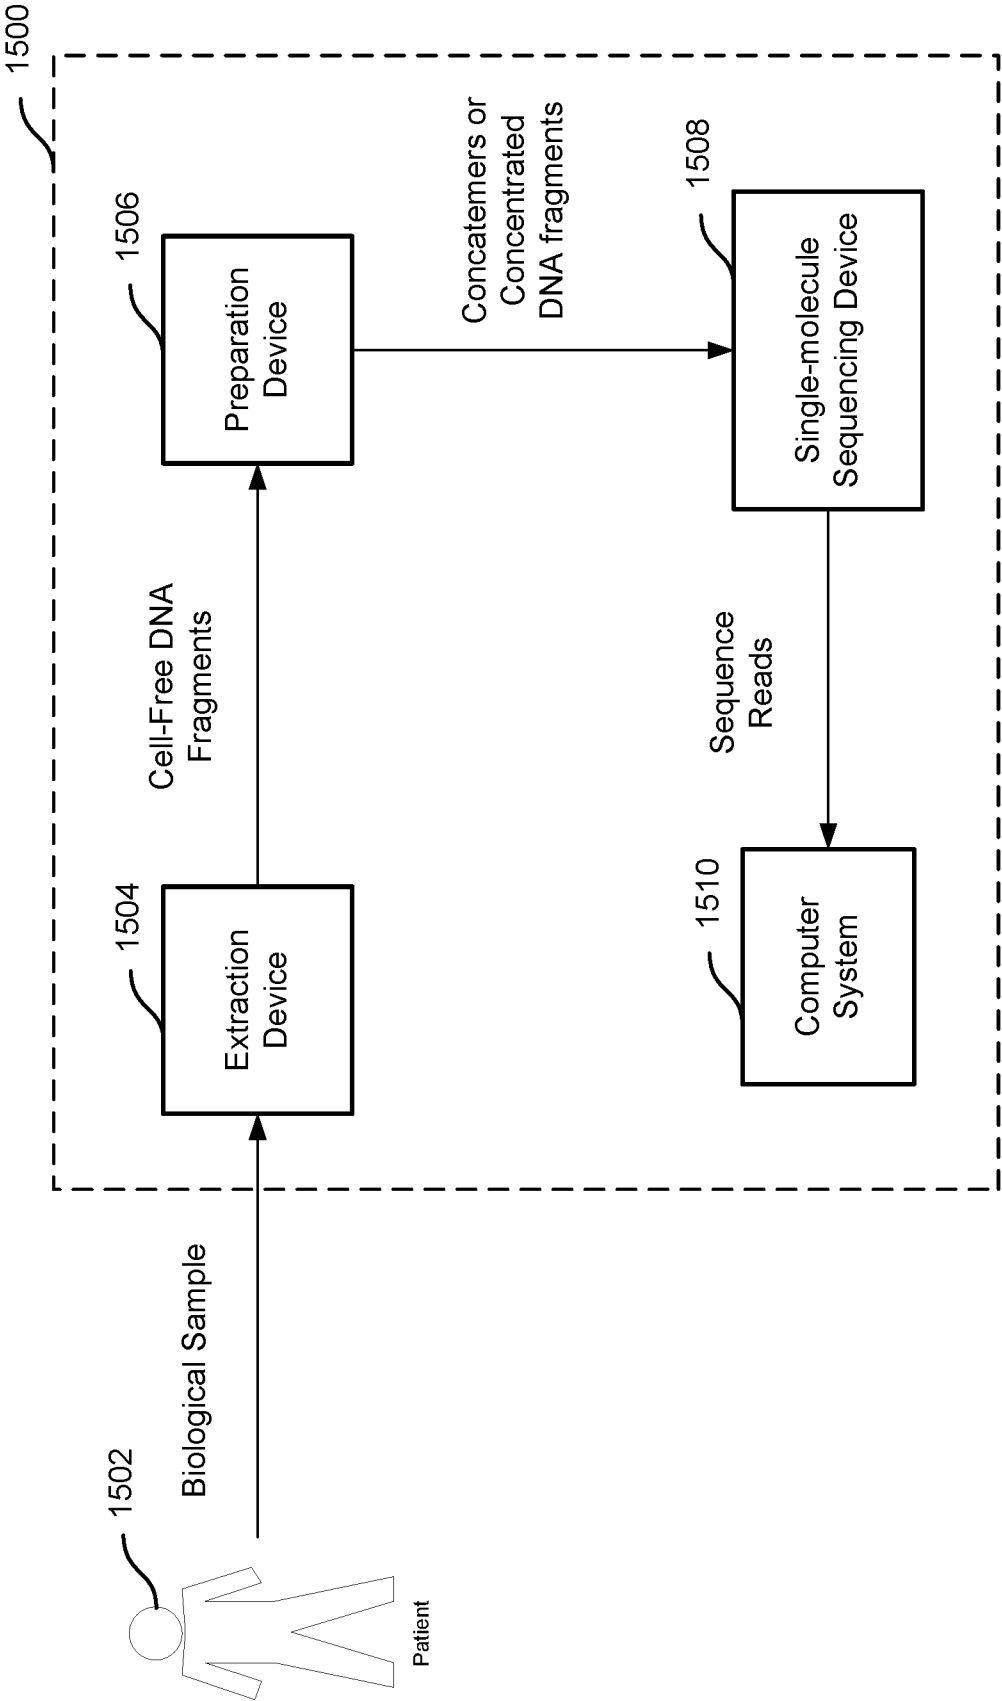 1500
1502
Patient
Biological Sample
1504
Extraction
Device
Cell-Free DNA
Fragments
1506
Preparation
Device
Concatemers or
Concentrated
DNA fragments
1508
Single-molecule
Sequencing Device
Sequence
Reads
1510
Computer
System